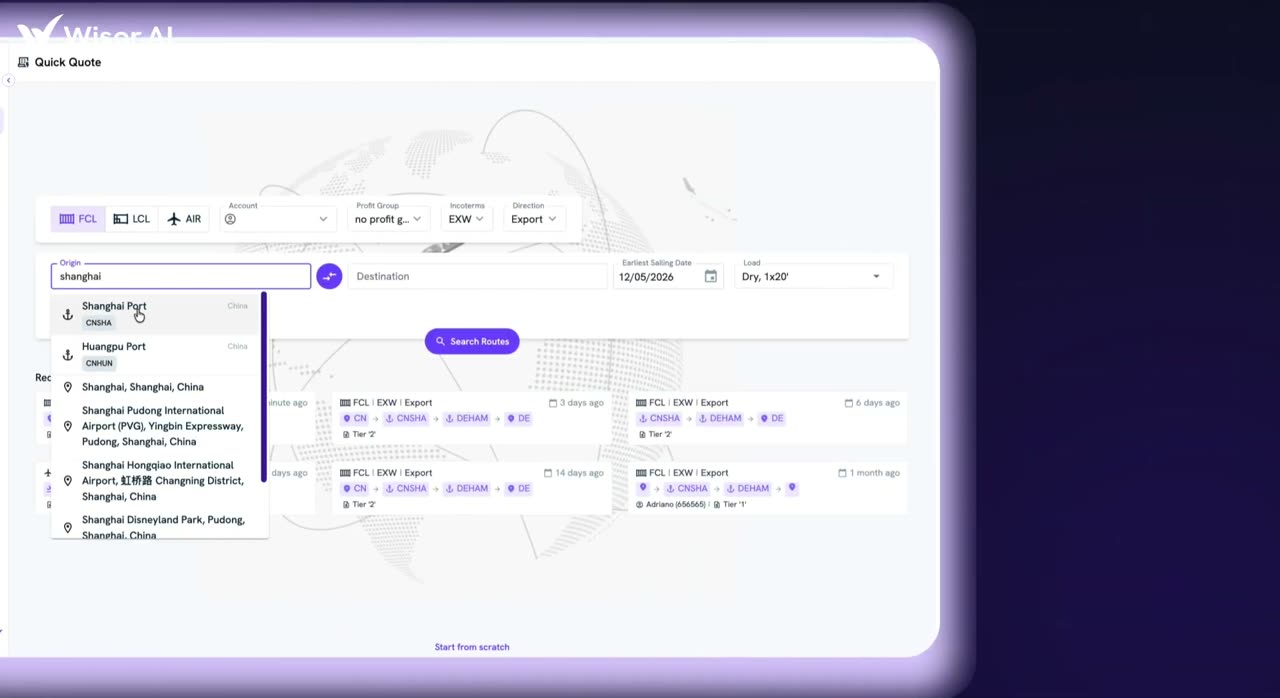 Wisor AI
Quick Quote
FCL
LCL
AIR
Account
Profit Group
no profit g...
Incoterms
EXW
Direction
Export
Origin
shanghai
Destination
Earliest Sailing Date
12/05/2026
Load
Dry, 1x20'
Shanghai Port
China
CNSHA
Huangpu Port
China
CNHUN
Shanghai, Shanghai, China
Shanghai Pudong International
Airport (PVG), Yingbin Expressway,
Pudong, Shanghai, China
Shanghai Hongqiao International
Airport, 虹桥路 Changning District,
Shanghai, China
Shanghai Disneyland Park, Pudong,
Shanghai, China
Search Routes
Rec
ago
FCL | EXW | Export
3 days ago
CN → CNSHA → DEHAM → DE
Tier '2'
FCL | EXW | Export
6 days ago
CNSHA → DEHAM → DE
Tier '2'
days ago
FCL | EXW | Export
14 days ago
CN → CNSHA → DEHAM → DE
Tier '2'
FCL | EXW | Export
1 month ago
→ CNSHA → DEHAM →
Adriano (656565) | Tier '1'
Start from scratch